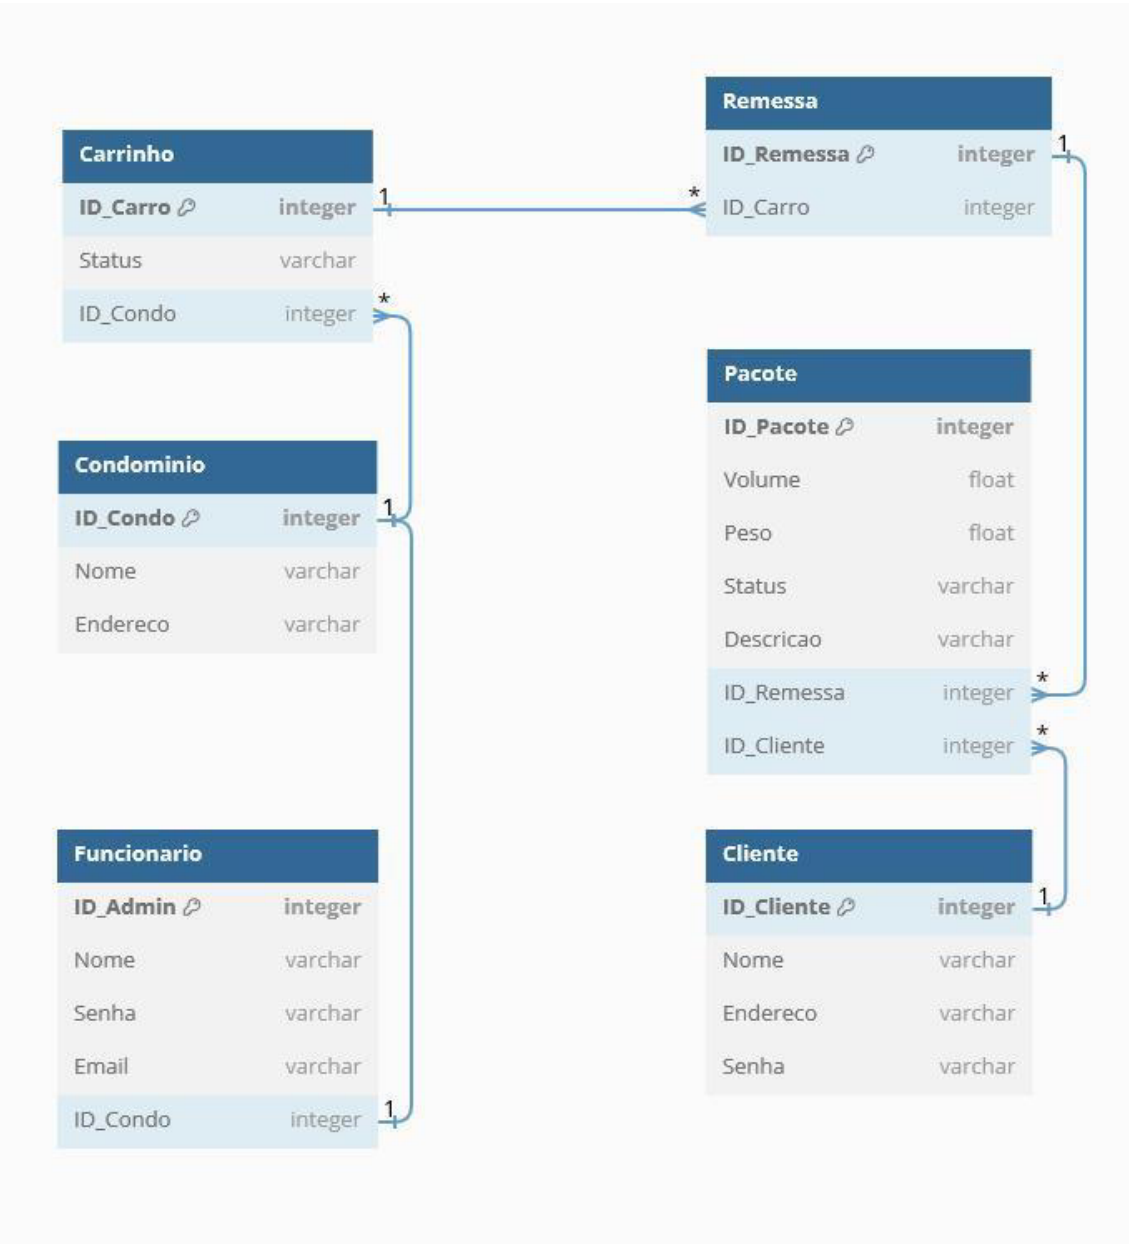 Carrinho
ID_Carro integer
Status varchar
ID_Condo integer
1
*
Condominio
ID_Condo integer
Nome varchar
Endereco varchar
1
Funcionario
ID_Admin integer
Nome varchar
Senha varchar
Email varchar
ID_Condo integer
1
Remessa
ID_Remessa integer
ID_Carro integer
1
*
Pacote
ID_Pacote integer
Volume float
Peso float
Status varchar
Descricao varchar
ID_Remessa integer
ID_Cliente integer
*
*
Cliente
ID_Cliente integer
Nome varchar
Endereco varchar
Senha varchar
1